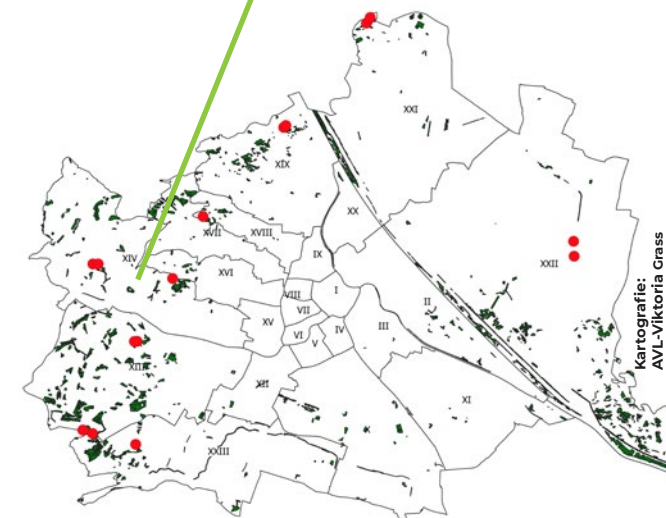 XXI
XIX
XX
XVII
XVIII
XIV
IX
XVI
XXII
VIII
I
II
VII
XV
VI
V
IV
III
XIII
XII
X
XI
XXIII
Kartografie:
AVL-Viktoria Grass